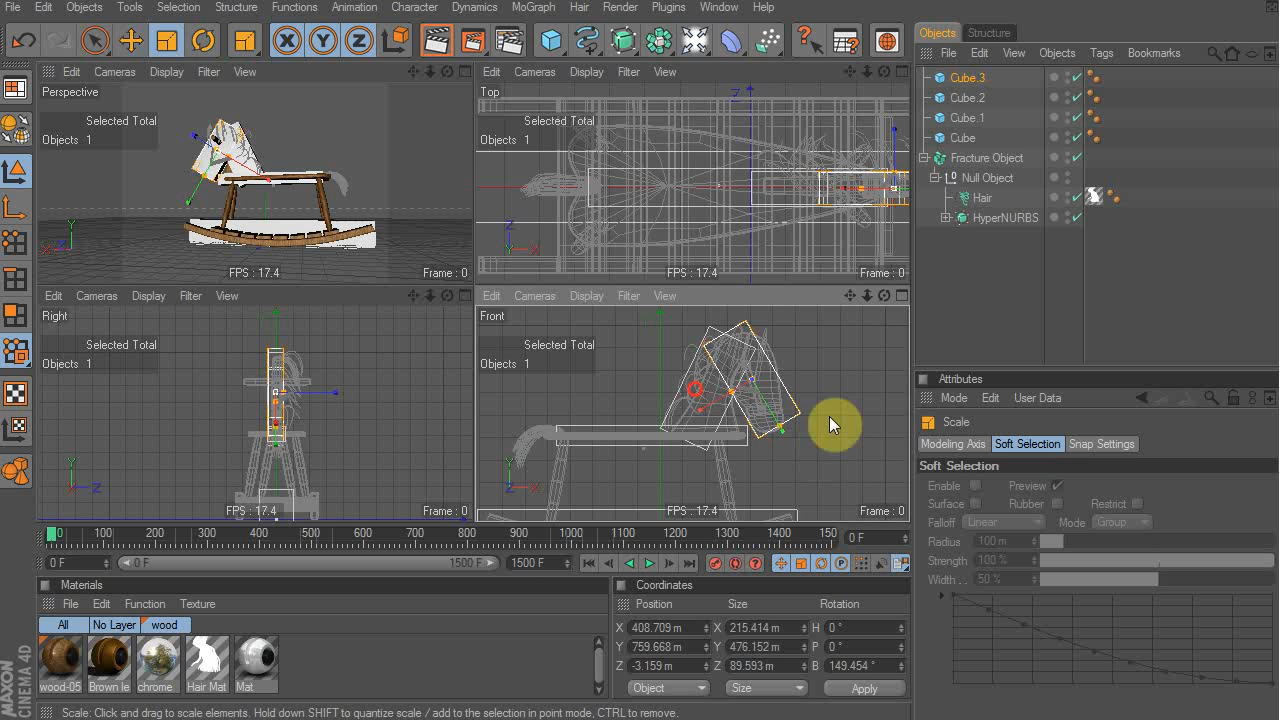 File Edit Objects Tools Selection Structure Functions Animation Character Dynamics MoGraph Hair Render Plugins Window Help
Objects Structure
File Edit View Objects Tags Bookmarks
Cube.3
Cube.2
Cube.1
Cube
Fracture Object
Null Object
Hair
HyperNURBS
Edit Cameras Display Filter View
Perspective
Selected Total
Objects 1
FPS : 17.4
Frame : 0
Edit Cameras Display Filter View
Top
Selected Total
Objects 1
FPS : 17.4
Frame : 0
Edit Cameras Display Filter View
Right
Selected Total
Objects 1
FPS : 17.4
Frame : 0
Edit Cameras Display Filter View
Front
Selected Total
Objects 1
FPS : 17.4
Frame : 0
Attributes
Mode Edit User Data
Scale
Modeling Axis Soft Selection Snap Settings
Soft Selection
Enable Preview
Surface Rubber Restrict
Falloff Linear Mode Group
Radius 100 m
Strength 100 %
Width . . 50 %
0 100 200 300 400 500 600 700 800 900 1000 1100 1200 1300 1400 150 0 F
0 F 0 F 1500 F 1500 F
Materials
File Edit Function Texture
All No Layer wood
wood-05 Brown le chrome Hair Mat Mat
Coordinates
Position Size Rotation
X 408.709 m X 215.414 m H 0 °
Y 759.668 m Y 476.152 m P 0 °
Z -3.159 m Z 89.593 m B 149.454 °
Object Size Apply
MAXON
CINEMA 4D
Scale: Click and drag to scale elements. Hold down SHIFT to quantize scale / add to the selection in point mode, CTRL to remove.